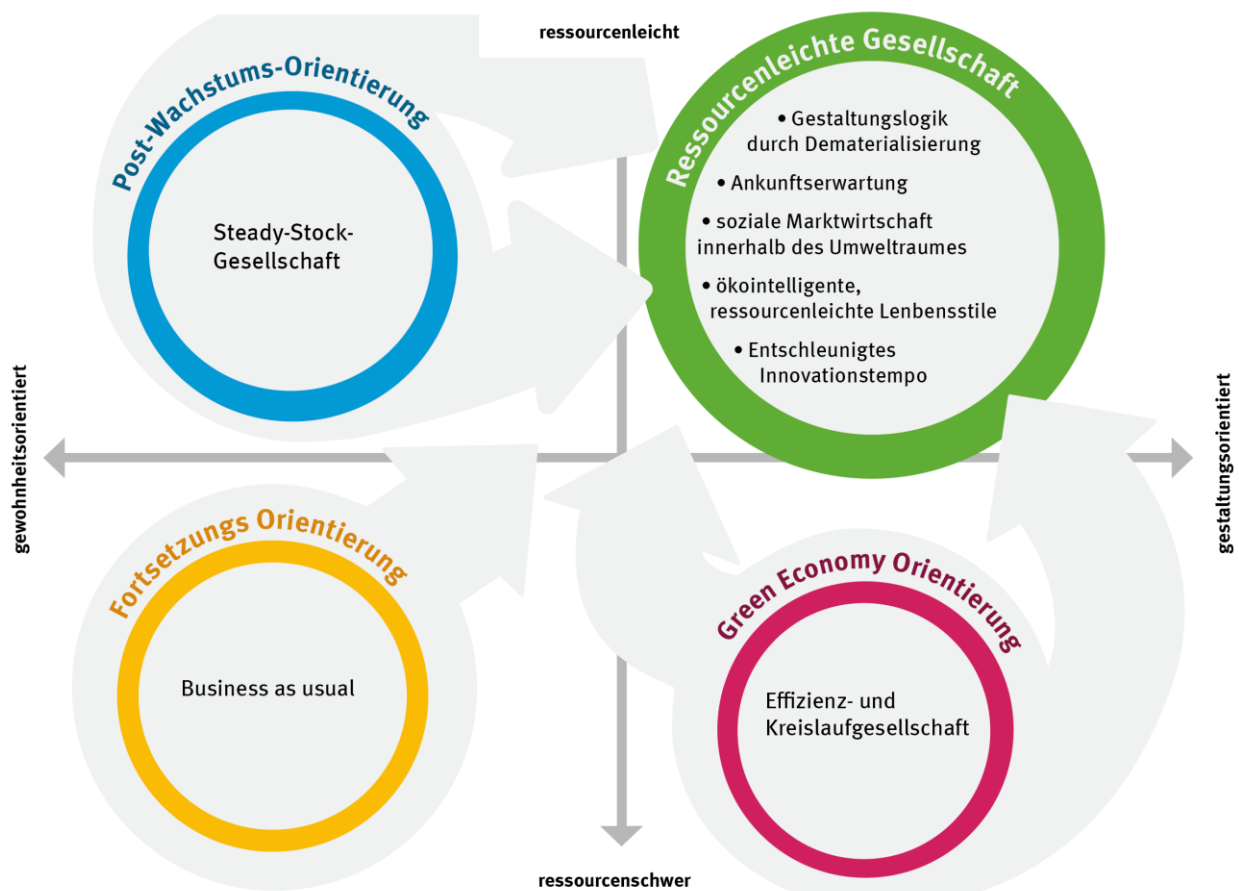 ressourcenleicht
Post-Wachstums-Orientierung
Steady-Stock-
Gesellschaft
Ressourcenleichte Gesellschaft
• Gestaltungslogik
durch Dematerialisierung
• Ankunftserwartung
• soziale Marktwirtschaft
innerhalb des Umweltraumes
• ökointelligente,
ressourcenleichte Lenbensstile
• Entschleunigtes
Innovationstempo
gewohnheitsorientiert
gestaltungsorientiert
Fortsetzungs Orientierung
Business as usual
Green Economy Orientierung
Effizienz- und
Kreislaufgesellschaft
ressourcenschwer